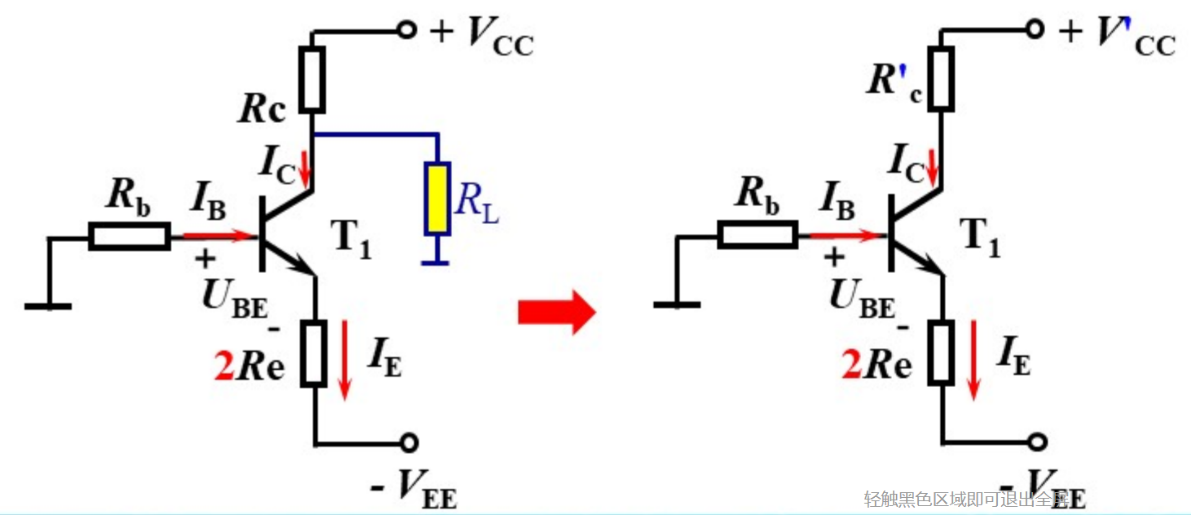 + VCC
Rc
IC
Rb
IB
RL
T1
+
UBE
-
2Re
IE
- VEE
+ V'CC
R'c
IC
Rb
IB
T1
+
UBE
-
2Re
IE
- VEE
轻触黑色区域即可退出全屏